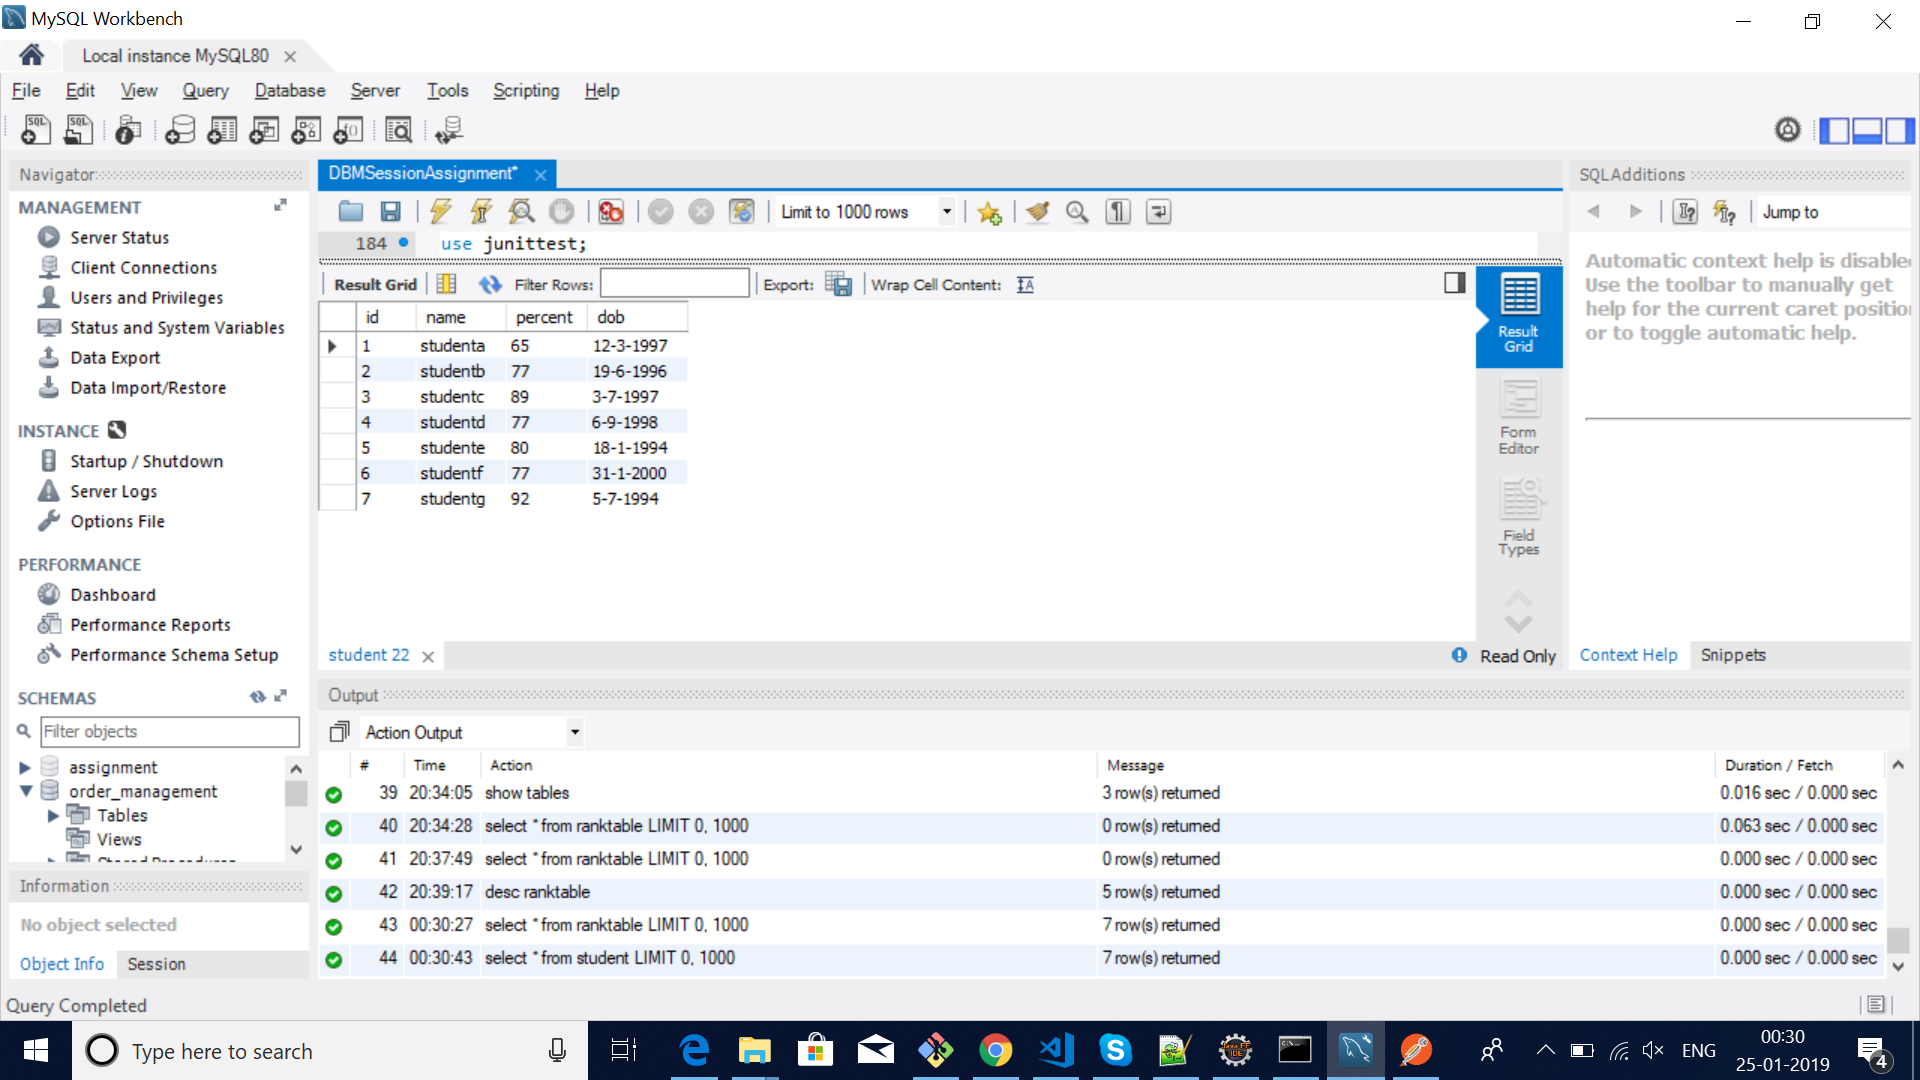 MySQL Workbench
Local instance MySQL80
File Edit View Query Database Server Tools Scripting Help
Navigator
MANAGEMENT
Server Status
Client Connections
Users and Privileges
Status and System Variables
Data Export
Data Import/Restore
INSTANCE
Startup / Shutdown
Server Logs
Options File
PERFORMANCE
Dashboard
Performance Reports
Performance Schema Setup
SCHEMAS
Filter objects
assignment
order_management
Tables
Views
Stored Procedures
Information
No object selected
Object Info Session
Query Completed
DBMSessionAssignment*
Limit to 1000 rows
184 use junittest;
Result Grid Filter Rows: Export: Wrap Cell Content:
id name percent dob
1 studenta 65 12-3-1997
2 studentb 77 19-6-1996
3 studentc 89 3-7-1997
4 studentd 77 6-9-1998
5 studente 80 18-1-1994
6 studentf 77 31-1-2000
7 studentg 92 5-7-1994
Result
Grid
Form
Editor
Field
Types
student 22
Read Only
SQLAdditions
Jump to
Automatic context help is disable
Use the toolbar to manually get
help for the current caret positio
or to toggle automatic help.
Context Help Snippets
Output
Action Output
# Time Action Message Duration / Fetch
39 20:34:05 show tables 3 row(s) returned 0.016 sec / 0.000 sec
40 20:34:28 select * from ranktable LIMIT 0, 1000 0 row(s) returned 0.063 sec / 0.000 sec
41 20:37:49 select * from ranktable LIMIT 0, 1000 0 row(s) returned 0.000 sec / 0.000 sec
42 20:39:17 desc ranktable 5 row(s) returned 0.000 sec / 0.000 sec
43 00:30:27 select * from ranktable LIMIT 0, 1000 7 row(s) returned 0.000 sec / 0.000 sec
44 00:30:43 select * from student LIMIT 0, 1000 7 row(s) returned 0.000 sec / 0.000 sec
Type here to search
ENG
00:30
25-01-2019
4